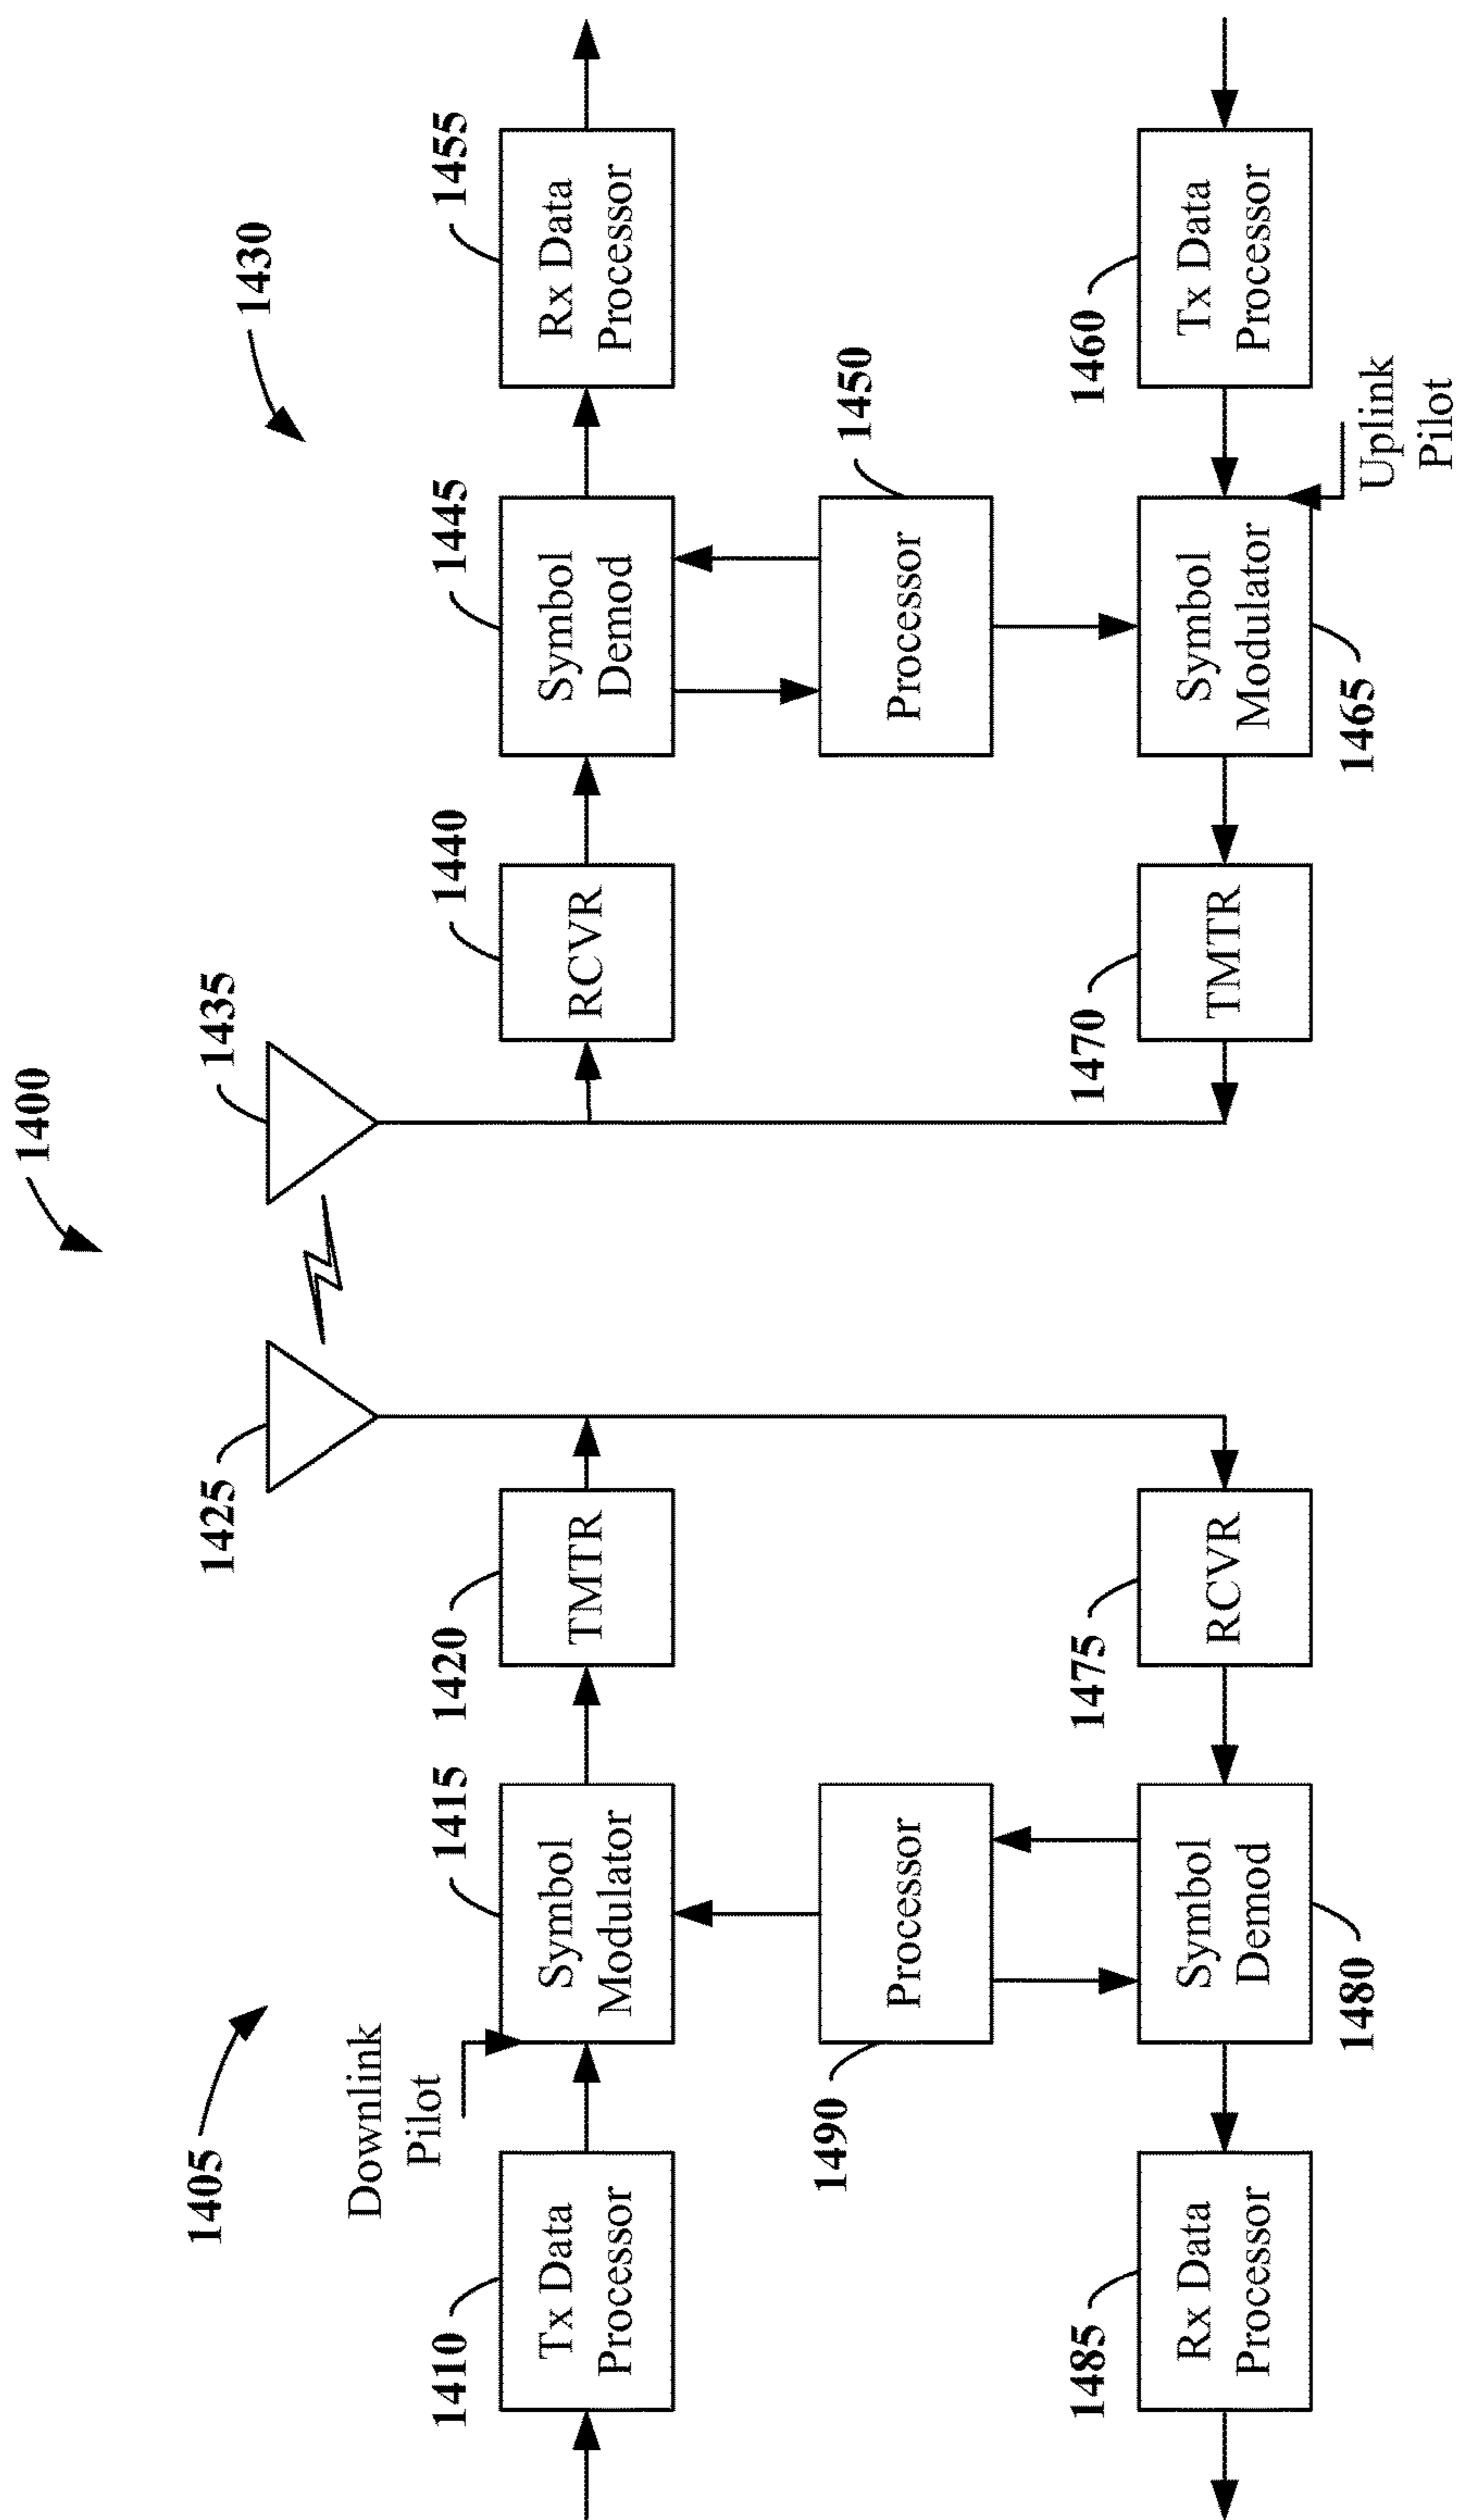 1400
1405
1425
1435
1430
Downlink
Pilot
1410
1415
1420
1440
1445
1455
Tx Data
Processor
Symbol
Modulator
TMTR
RCVR
Symbol
Demod
Rx Data
Processor
1490
Processor
Processor
1450
1485
1475
1470
1460
Rx Data
Processor
Symbol
Demod
RCVR
TMTR
Symbol
Modulator
Tx Data
Processor
1480
1465
Uplink
Pilot